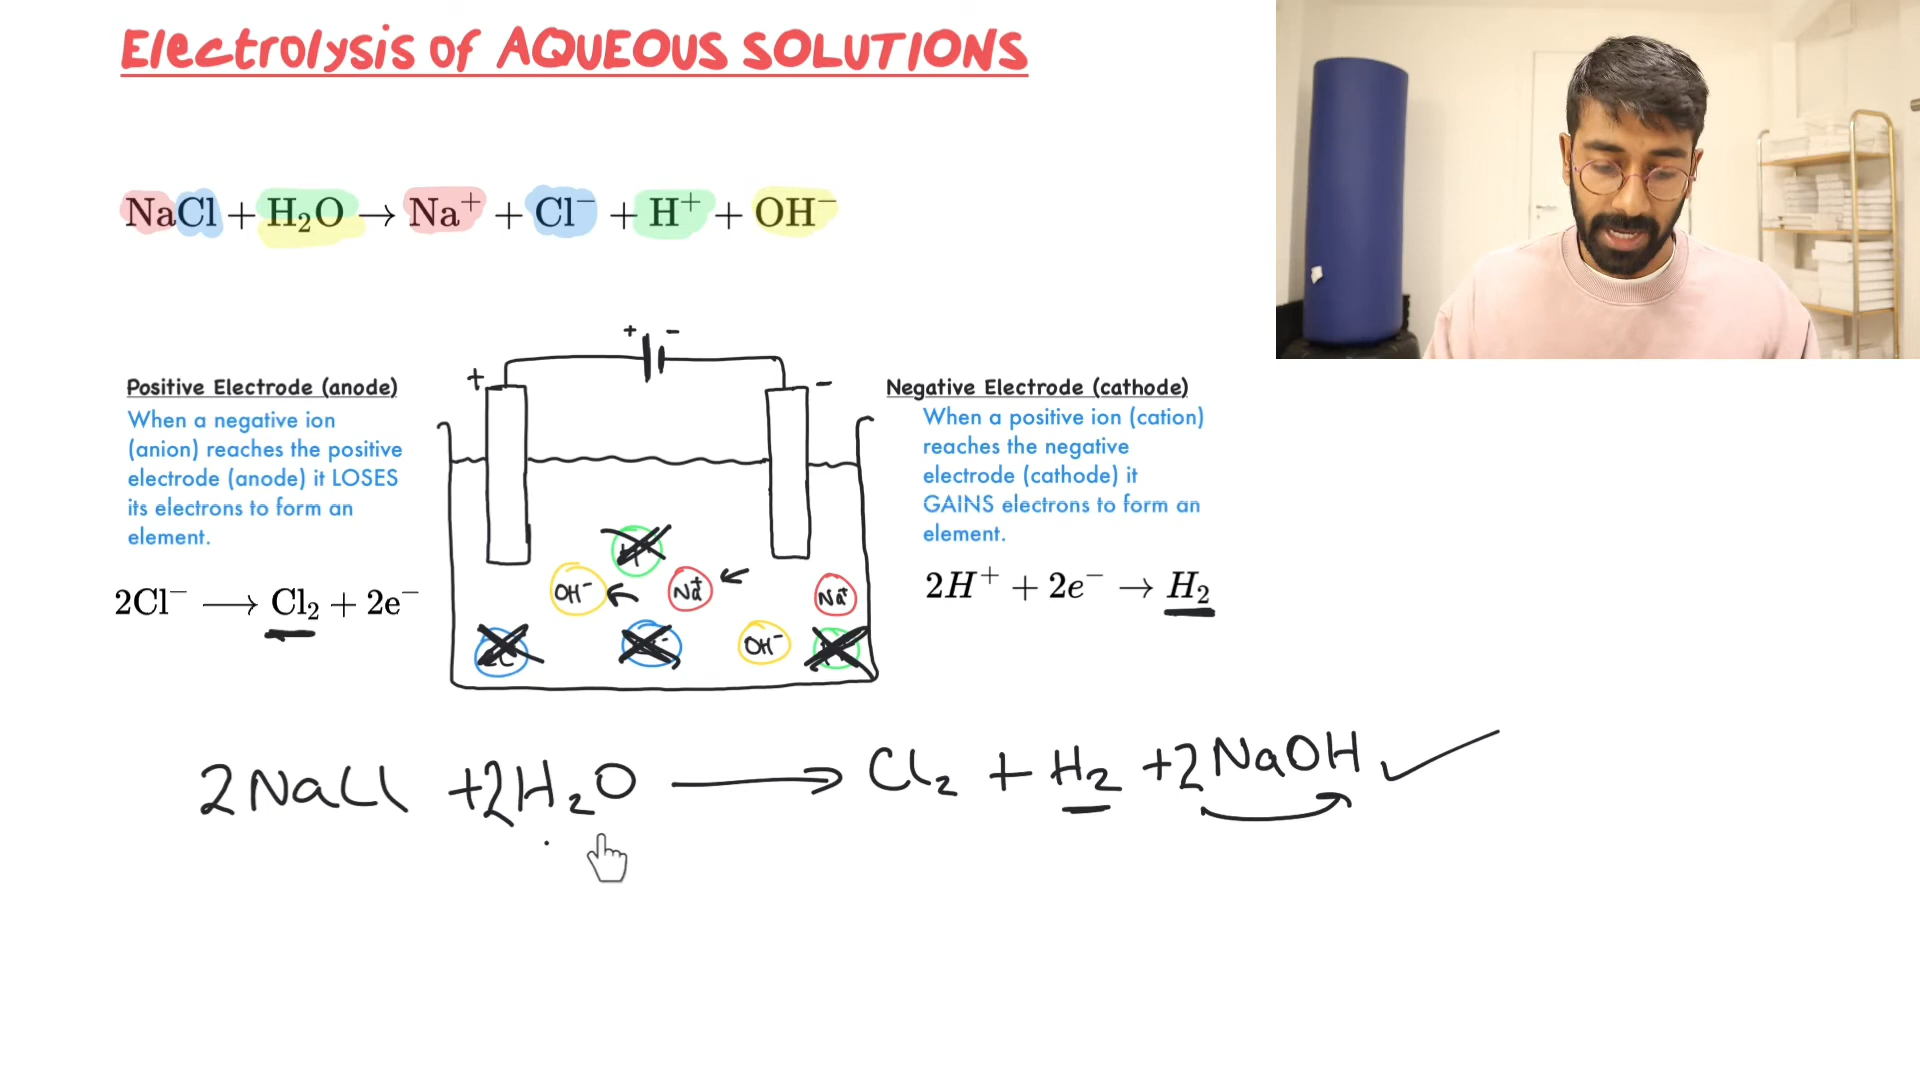 Electrolysis of AQUEOUS SOLUTIONS
NaCl + H₂O → Na⁺ + Cl⁻ + H⁺ + OH⁻
+ -
+ -
Positive Electrode (anode)
When a negative ion
(anion) reaches the positive
electrode (anode) it LOSES
its electrons to form an
element.
2Cl⁻ ⟶ Cl₂ + 2e⁻
OH⁻ Na⁺ Na⁺
OH⁻
Negative Electrode (cathode)
When a positive ion (cation)
reaches the negative
electrode (cathode) it
GAINS electrons to form an
element.
2H⁺ + 2e⁻ → H₂
2NaCl + 2H₂O ⟶ Cl₂ + H₂ + 2NaOH ✓